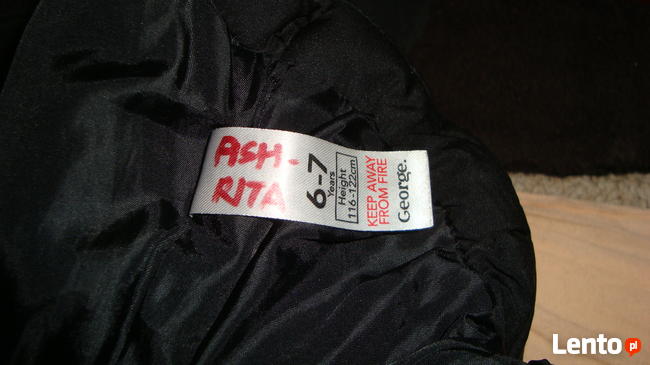 ASH-
RITA
6-7
Years
Height
116-122cm
KEEP AWAY
FROM FIRE
George.
Lento.pl